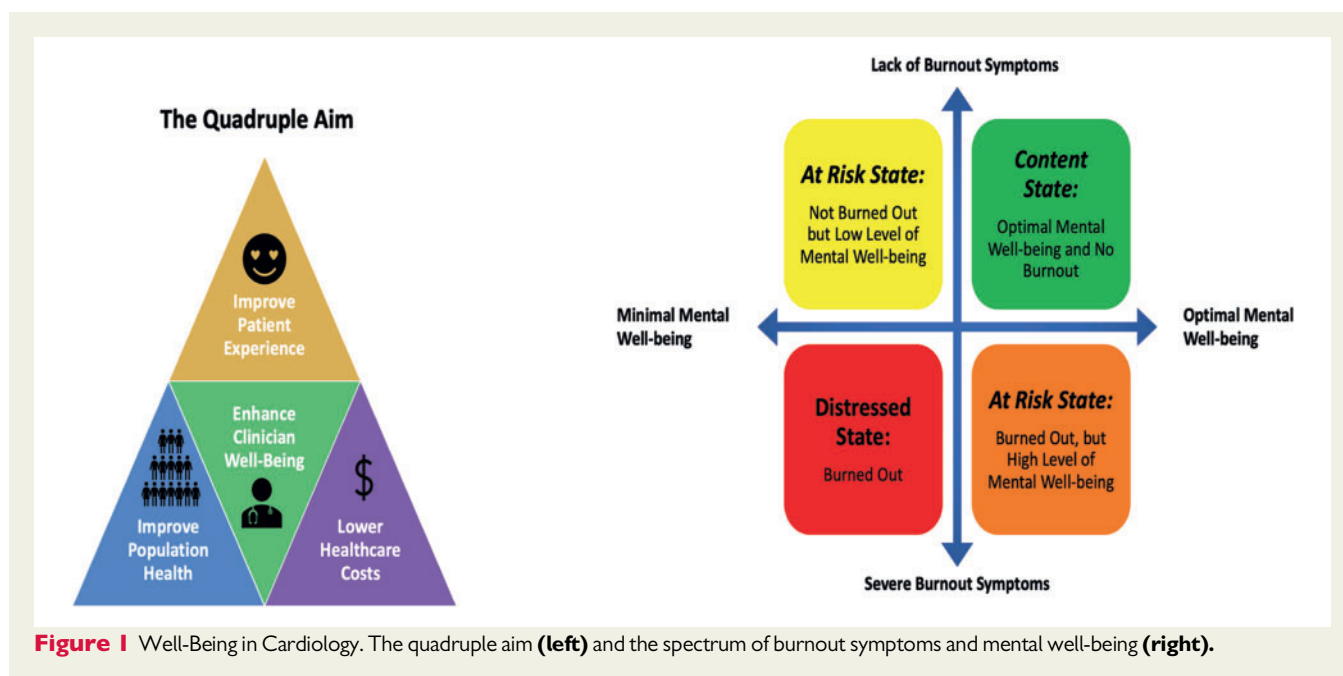 The Quadruple Aim
Improve
Patient
Experience
Enhance
Clinician
Well-Being
Improve
Population
Health
$
Lower
Healthcare
Costs
Lack of Burnout Symptoms
At Risk State:
Not Burned Out
but Low Level of
Mental Well-being
Content
State:
Optimal Mental
Well-being and No
Burnout
Minimal Mental
Well-being
Optimal Mental
Well-being
Distressed
State:
Burned Out
At Risk State:
Burned Out, but
High Level of
Mental Well-being
Severe Burnout Symptoms
Figure 1 Well-Being in Cardiology. The quadruple aim (left) and the spectrum of burnout symptoms and mental well-being (right).